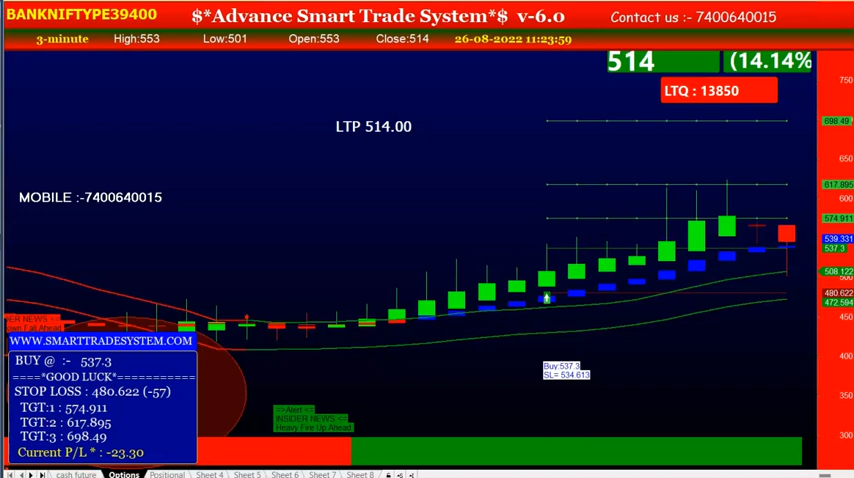 BANKNIFTYPE39400
$*Advance Smart Trade System*$ v-6.0
Contact us :- 7400640015
3-minute High:553 Low:501 Open:553 Close:514 26-08-2022 11:23:59
514 (14.14%
LTQ : 13850
LTP 514.00
MOBILE :-7400640015
750
698.49
650
617.895
600
574.911
539.331
537.3
508.122
500
480.622
472.594
450
400
350
300
WWW.SMARTTRADESYSTEM.COM
BUY @ :- 537.3
====*GOOD LUCK*===========
STOP LOSS : 480.622 (-57)
TGT:1 : 574.911
TGT:2 : 617.895
TGT:3 : 698.49
Current P/L * : -23.30
Buy:537.3
SL= 534.613
=>Alert <=
INSIDER NEWS <=
Heavy Fire Up Ahead
cash future Options Positional Sheet 4 Sheet 5 Sheet 6 Sheet 7 Sheet 8